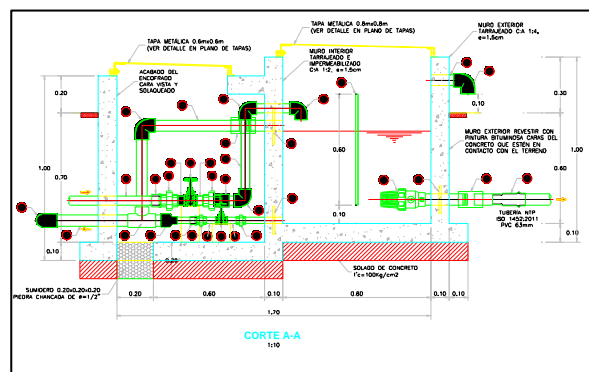 TAPA METÁLICA 0.6mx0.6m
(VER DETALLE EN PLANO DE TAPAS)
TAPA METÁLICA 0.8mx0.8m
(VER DETALLE EN PLANO DE TAPAS)
MURO EXTERIOR
TARRAJEADO C:A 1:4,
e=1.5cm
ACABADO DEL
ENCOFRADO
CARA VISTA Y
SOLAQUEADO
MURO INTERIOR
TARRAJEADO E
IMPERMEABILIZADO
C:A 1:2, e=1.5cm
MURO EXTERIOR REVESTIR CON
PINTURA BITUMINOSA CARAS DEL
CONCRETO QUE ESTÉN EN
CONTACTO CON EL TERRENO
0.20
1.00
0.70
0.10
0.60
0.10
0.10
0.30
1.00
0.60
0.10
TUBERÍA NTP
ISO 1452:2011
PVC 63mm
SUMIDERO 0.20x0.20x0.20
PIEDRA CHANCADA DE ø=1/2"
0.20
SOLADO DE CONCRETO
f'c=100Kg/cm2
0.20
0.60
0.10
0.80
0.10
0.10
1.70
CORTE A-A
1:10